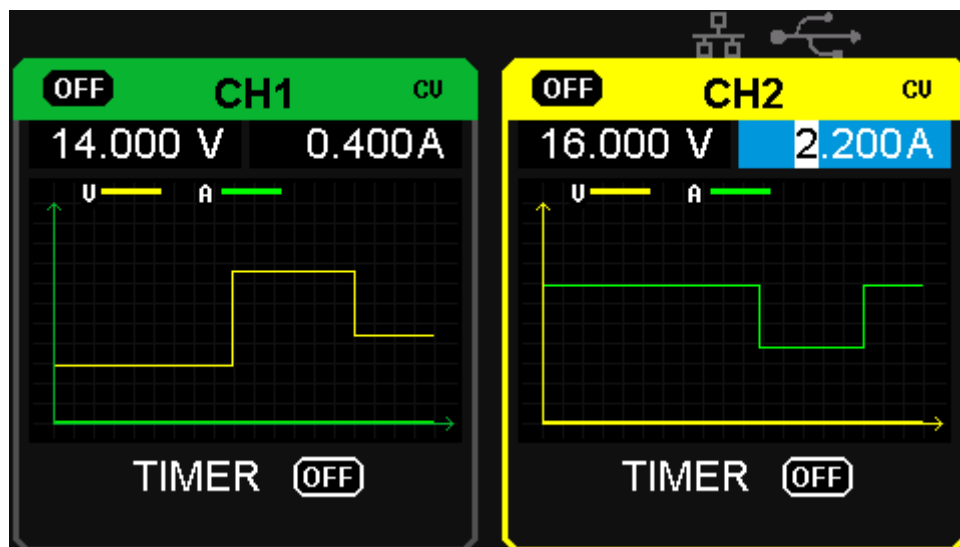 OFF CH1 CV
14.000 V 0.400A
V A
TIMER OFF
OFF CH2 CV
16.000 V 2.200A
V A
TIMER OFF